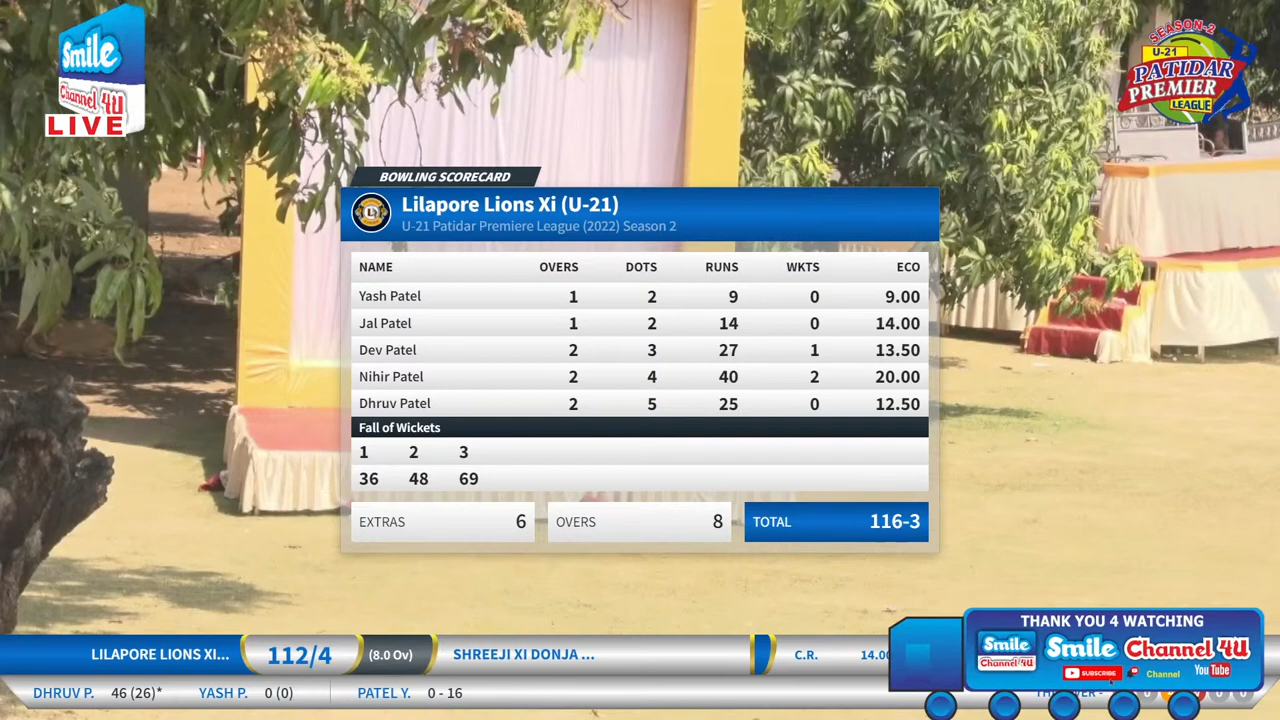 Smile
Channel 4U
LIVE
SEASON-2
U-21
PATIDAR
PREMIER
LEAGUE
BOWLING SCORECARD
Lilapore Lions Xi (U-21)
U-21 Patidar Premiere League (2022) Season 2
NAME OVERS DOTS RUNS WKTS ECO
Yash Patel 1 2 9 0 9.00
Jal Patel 1 2 14 0 14.00
Dev Patel 2 3 27 1 13.50
Nihir Patel 2 4 40 2 20.00
Dhruv Patel 2 5 25 0 12.50
Fall of Wickets
1 2 3
36 48 69
EXTRAS 6 OVERS 8 TOTAL 116-3
LILAPORE LIONS XI... 112/4 (8.0 Ov) SHREEJI XI DONJA ... C.R. 14.00
DHRUV P. 46 (26)* YASH P. 0 (0) PATEL Y. 0 - 16
THANK YOU 4 WATCHING
Smile
Channel 4U
Smile Channel 4U
SUBSCRIBE Channel YouTube